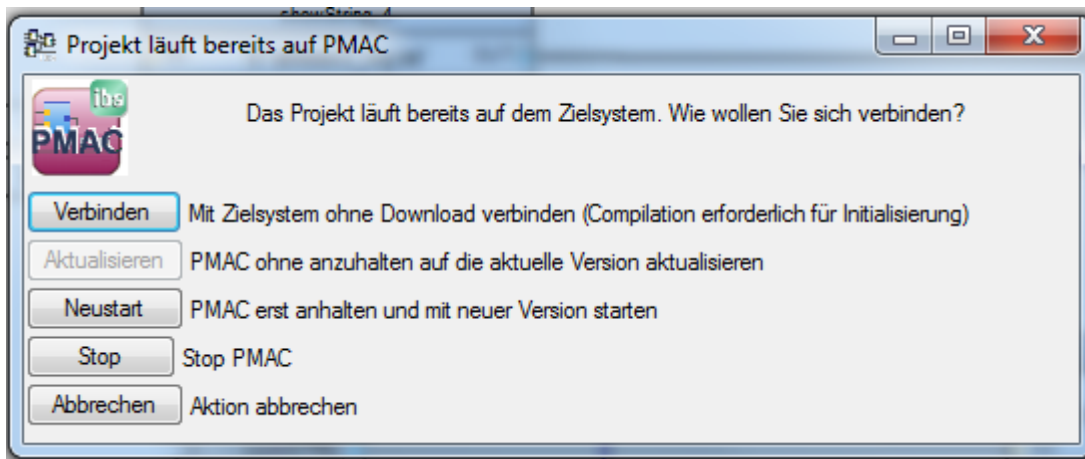 showString_4
Projekt läuft bereits auf PMAC
ibs
PMAC
Das Projekt läuft bereits auf dem Zielsystem. Wie wollen Sie sich verbinden?
Verbinden Mit Zielsystem ohne Download verbinden (Compilation erforderlich für Initialisierung)
Aktualisieren PMAC ohne anzuhalten auf die aktuelle Version aktualisieren
Neustart PMAC erst anhalten und mit neuer Version starten
Stop Stop PMAC
Abbrechen Aktion abbrechen